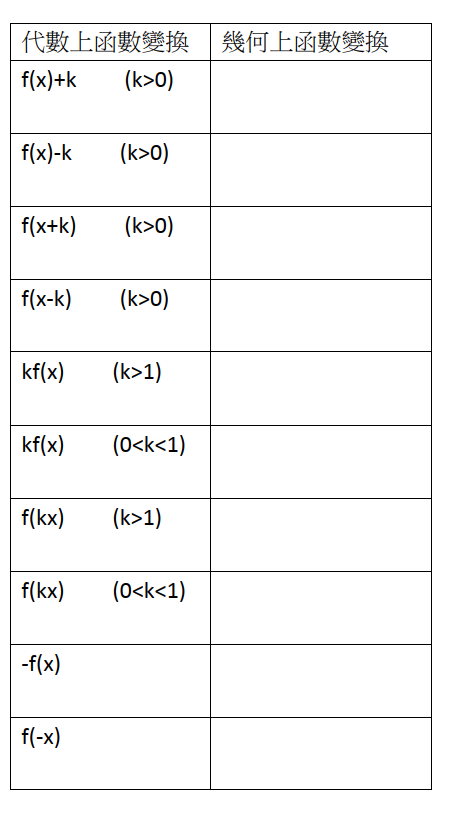 代數上函數變換 幾何上函數變換
f(x)+k (k>0)
f(x)-k (k>0)
f(x+k) (k>0)
f(x-k) (k>0)
kf(x) (k>1)
kf(x) (0<k<1)
f(kx) (k>1)
f(kx) (0<k<1)
-f(x)
f(-x)